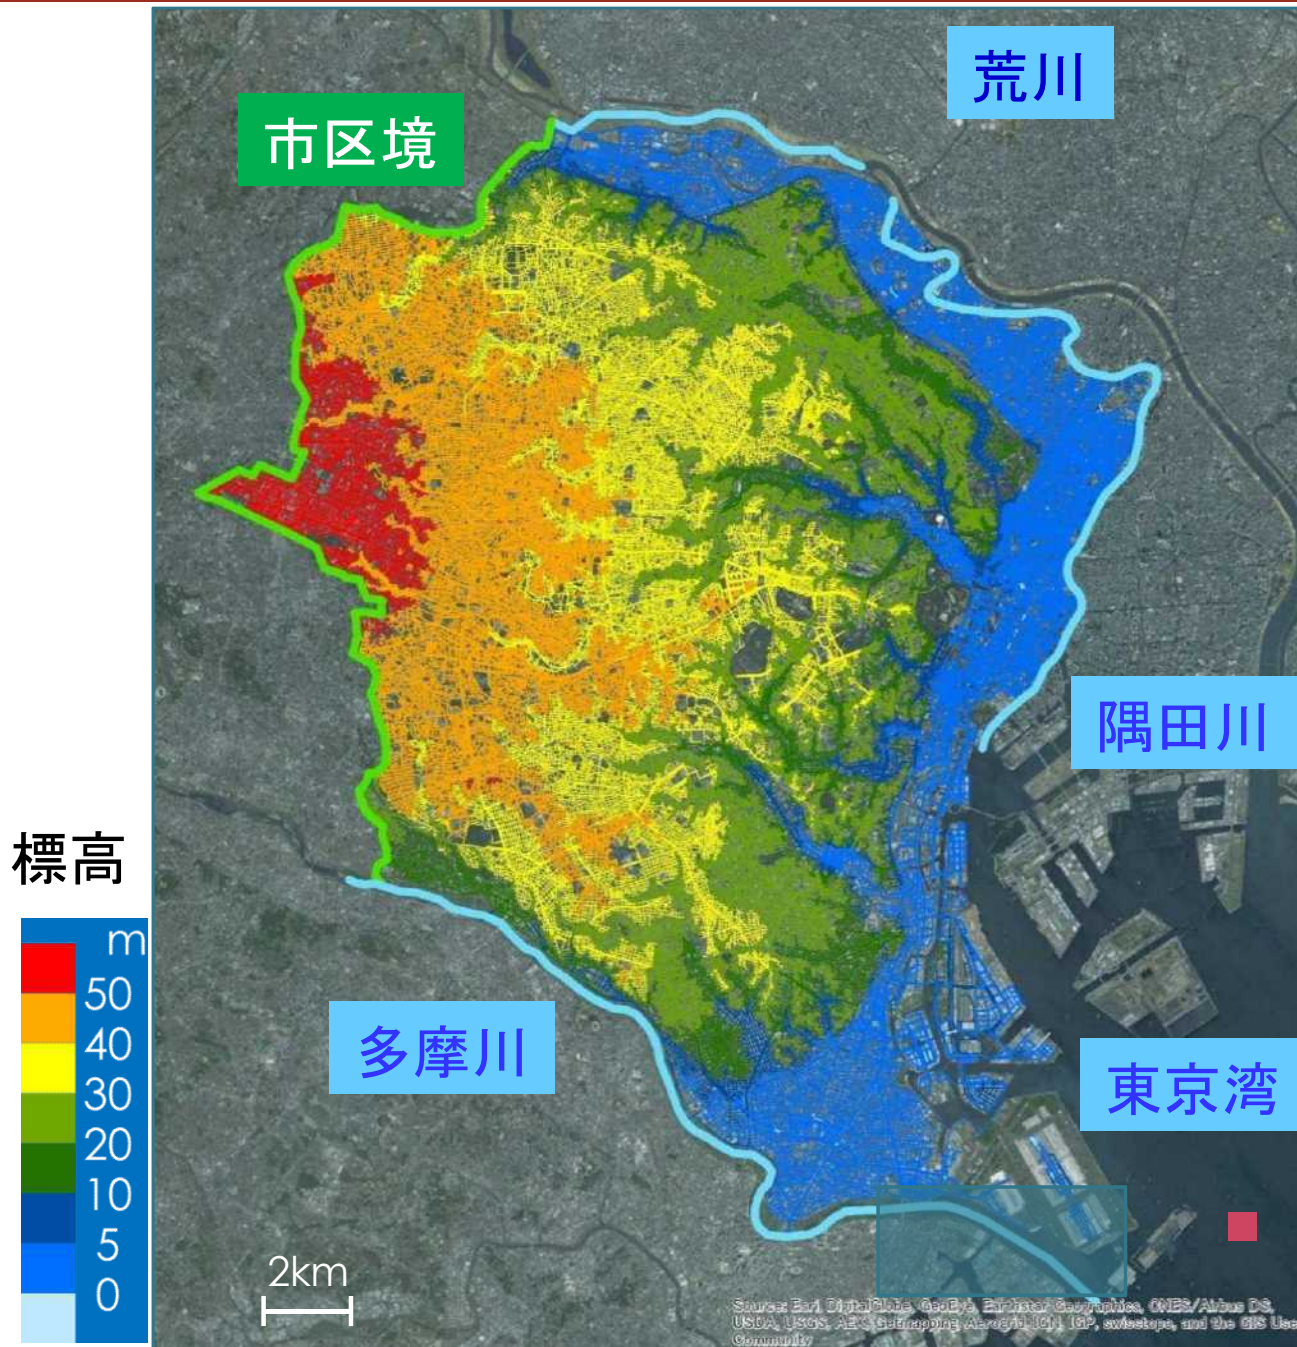 荒川
市区境
隅田川
標高
m
50
40
30
20
10
5
0
多摩川
東京湾
2km
Source: Esri, DigitalGlobe, GeoEye, Earthstar Geographics, CNES/Airbus DS,
USDA, USGS, AEX, Getmapping, Aerogrid, IGN, IGP, swisstopo, and the GIS User
Community